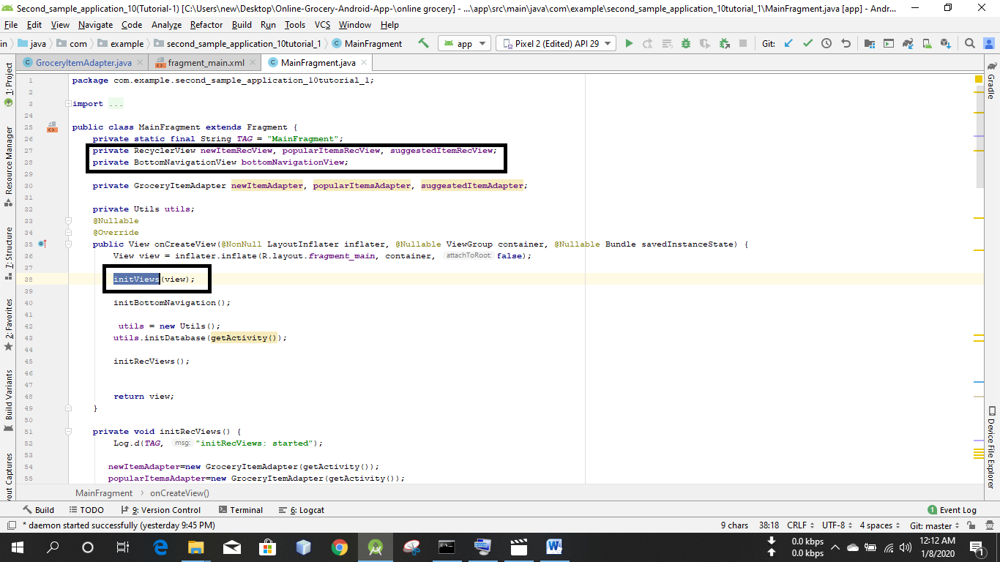 Second_sample_application_10(Tutorial-1) [C:\Users\new\Desktop\Online-Grocery-Android-App-\online grocery] - ...\app\src\main\java\com\example\second_sample_application_10tutorial_1\MainFragment.java [app] - Andr...
File Edit View Navigate Code Analyze Refactor Build Run Tools VCS Window Help
in java com example second_sample_application_10tutorial_1 MainFragment app Pixel 2 (Edited) API 29 Git:
GroceryItemAdapter.java fragment_main.xml MainFragment.java
1: Project
Resource Manager
7: Structure
2: Favorites
Build Variants
out Captures
Gradle
Device File Explorer
1 package com.example.second_sample_application_10tutorial_1;
2
3 import ...
24
25 public class MainFragment extends Fragment {
26 private static final String TAG = "MainFragment";
27 private RecyclerView newItemRecView, popularItemsRecView, suggestedItemRecView;
28 private BottomNavigationView bottomNavigationView;
29
30 private GroceryItemAdapter newItemAdapter, popularItemsAdapter, suggestedItemAdapter;
31
32 private Utils utils;
33 @Nullable
34 @Override
35 public View onCreateView(@NonNull LayoutInflater inflater, @Nullable ViewGroup container, @Nullable Bundle savedInstanceState) {
36 View view = inflater.inflate(R.layout.fragment_main, container, attachToRoot: false);
37
38 initViews(view);
39
40 initBottomNavigation();
41
42 utils = new Utils();
43 utils.initDatabase(getActivity());
44
45 initRecViews();
46
47
48 return view;
49 }
50
51 private void initRecViews() {
52 Log.d(TAG, msg: "initRecViews: started");
53
54 newItemAdapter=new GroceryItemAdapter(getActivity());
55 popularItemsAdapter=new GroceryItemAdapter(getActivity());
MainFragment › onCreateView()
Build TODO 9: Version Control Terminal 6: Logcat 1 Event Log
* daemon started successfully (yesterday 9:45 PM) 9 chars 38:18 CRLF UTF-8 4 spaces Git: master
0.0 kbps
0.0 kbps
12:12 AM
1/8/2020
1